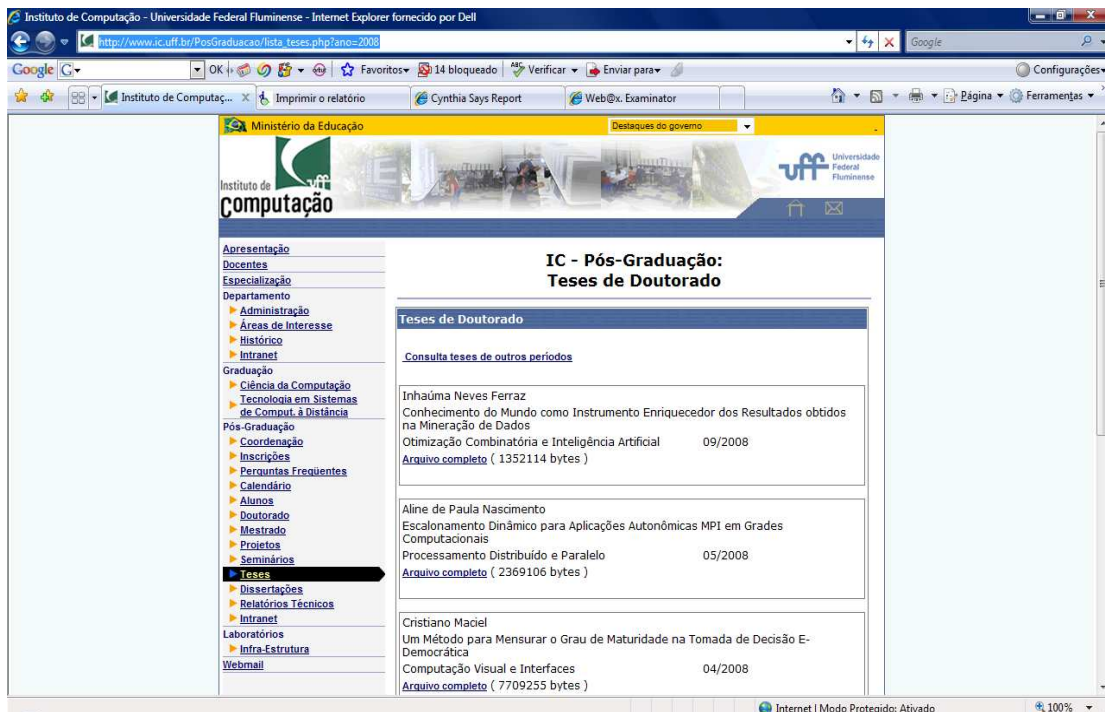 Instituto de Computação - Universidade Federal Fluminense - Internet Explorer fornecido por Dell
http://www.ic.uff.br/PosGraduacao/lista_teses.php?ano=2008
Google
Google G
OK
Favoritos
14 bloqueado
Verificar
Enviar para
Configurações
Instituto de Computaç...
Imprimir o relatório
Cynthia Says Report
Web@x. Examinator
Página
Ferramentas
Ministério da Educação
Destaques do governo
Instituto de
computação
uff
uff
Universidade
Federal
Fluminense
Apresentação
Docentes
Especialização
Departamento
Administração
Áreas de Interesse
Histórico
Intranet
Graduação
Ciência da Computação
Tecnologia em Sistemas
de Comput. à Distância
Pós-Graduação
Coordenação
Inscrições
Perguntas Freqüentes
Calendário
Alunos
Doutorado
Mestrado
Projetos
Seminários
Teses
Dissertações
Relatórios Técnicos
Intranet
Laboratórios
Infra-Estrutura
Webmail
IC - Pós-Graduação:
Teses de Doutorado
Teses de Doutorado
Consulta teses de outros períodos
Inhaúma Neves Ferraz
Conhecimento do Mundo como Instrumento Enriquecedor dos Resultados obtidos
na Mineração de Dados
Otimização Combinatória e Inteligência Artificial 09/2008
Arquivo completo ( 1352114 bytes )
Aline de Paula Nascimento
Escalonamento Dinâmico para Aplicações Autonômicas MPI em Grades
Computacionais
Processamento Distribuído e Paralelo 05/2008
Arquivo completo ( 2369106 bytes )
Cristiano Maciel
Um Método para Mensurar o Grau de Maturidade na Tomada de Decisão E-
Democrática
Computação Visual e Interfaces 04/2008
Arquivo completo ( 7709255 bytes )
Internet | Modo Protegido: Ativado
100%